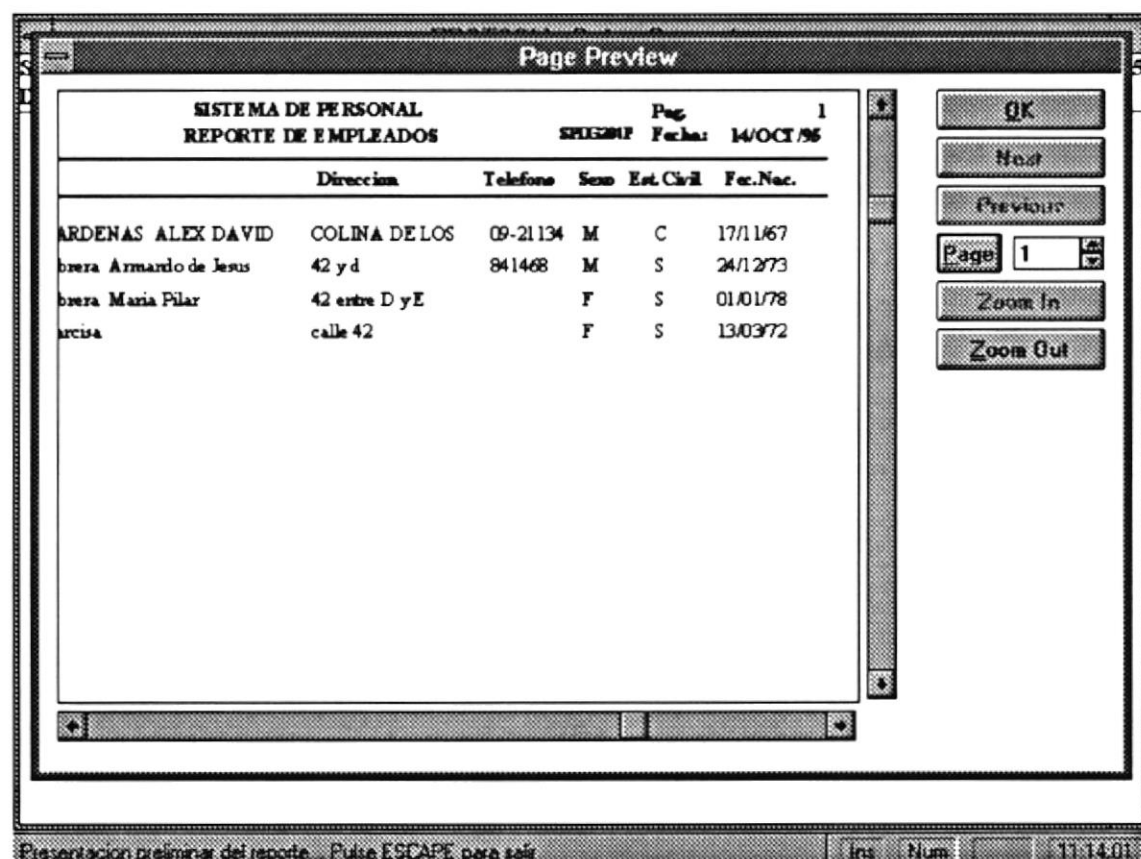 Page Preview
SISTEMA DE PERSONAL Pag. 1
REPORTE DE EMPLEADOS Fecha: 14/OCT/96
Direccion Telefono Sexo Est. Civil Fec.Nac.
ARDENAS ALEX DAVID COLINA DE LOS 09-21134 M C 17/11/67
brera Armando de Jesus 42 y d 841468 M S 24/12/73
brera Maria Pilar 42 entre D y E F S 01/01/78
arcisa calle 42 F S 13/03/72
OK
Next
Previous
Page 1
Zoom In
Zoom Out
Presentacion preliminar del reporte... Pulse ESCAPE para salir Ins Num 11:14:01